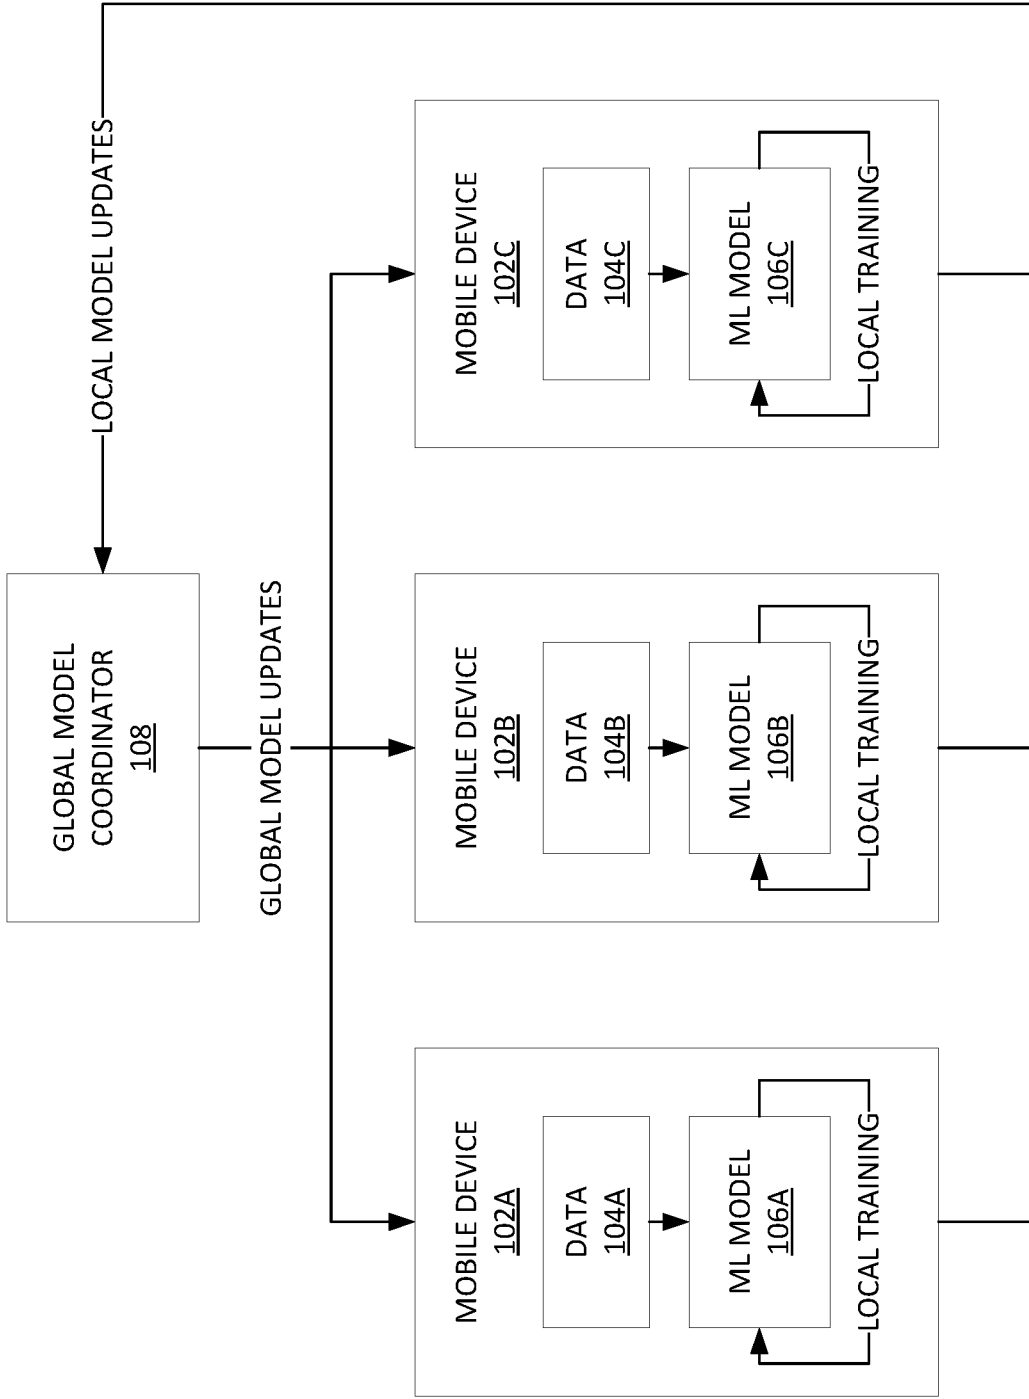 GLOBAL MODEL
COORDINATOR
108
LOCAL MODEL UPDATES
GLOBAL MODEL UPDATES
MOBILE DEVICE
102A
DATA
104A
ML MODEL
106A
LOCAL TRAINING
MOBILE DEVICE
102B
DATA
104B
ML MODEL
106B
LOCAL TRAINING
MOBILE DEVICE
102C
DATA
104C
ML MODEL
106C
LOCAL TRAINING